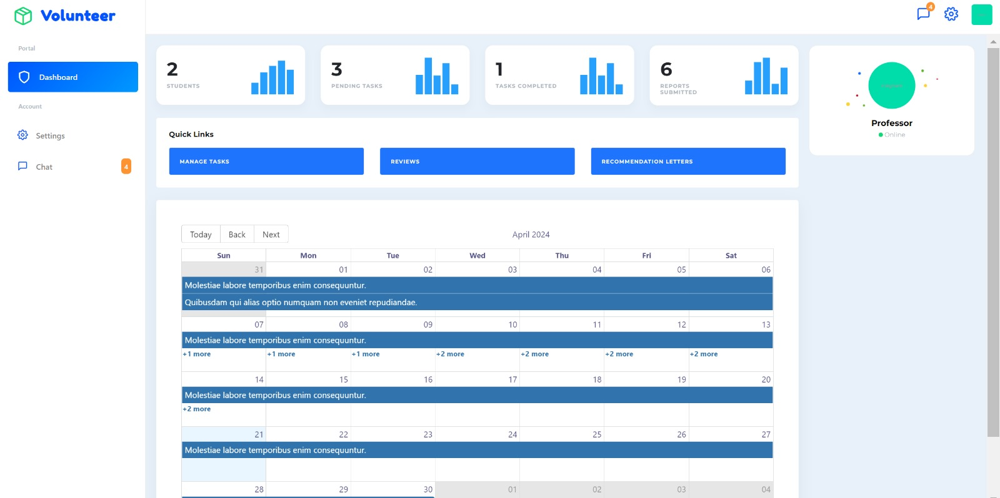 Volunteer
4
Portal
Dashboard
Account
Settings
Chat
4
2
STUDENTS
3
PENDING TASKS
1
TASKS COMPLETED
6
REPORTS
SUBMITTED
Professor
Online
Quick Links
MANAGE TASKS
REVIEWS
RECOMMENDATION LETTERS
Today Back Next
April 2024
Sun Mon Tue Wed Thu Fri Sat
31 01 02 03 04 05 06
Molestiae labore temporibus enim consequuntur.
Quibusdam qui alias optio numquam non eveniet repudiandae.
07 08 09 10 11 12 13
Molestiae labore temporibus enim consequuntur.
+1 more +1 more +1 more +2 more +2 more +2 more +2 more
14 15 16 17 18 19 20
Molestiae labore temporibus enim consequuntur.
+2 more
21 22 23 24 25 26 27
Molestiae labore temporibus enim consequuntur.
28 29 30 01 02 03 04